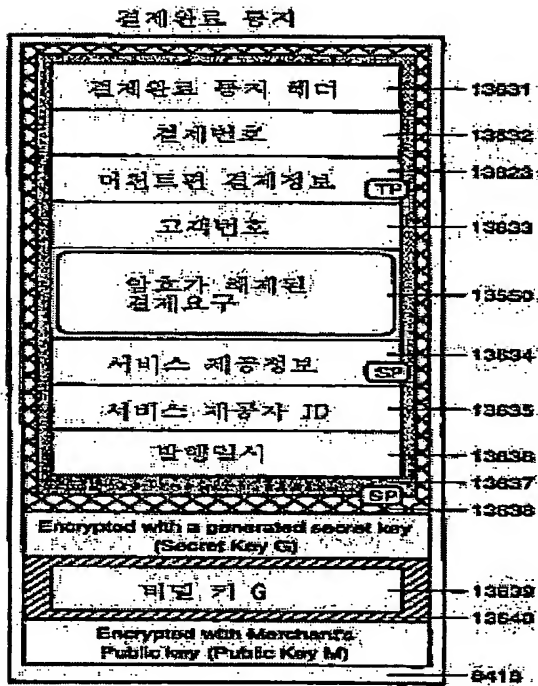 결제완료 통지
결제완료 통지 헤더
13631
결제번호
13632
머천트편 결제정보
TP
13623
고객번호
13633
암호가 해제된
결제요구
13550
서비스 제공정보
SP
13634
서비스 제공자 ID
13635
발행일시
13636
13637
SP
13638
Encrypted with a generated secret key
(Secret Key G)
비밀 키 G
13639
13640
Encrypted with Merchant's
Public key (Public Key M)
9419